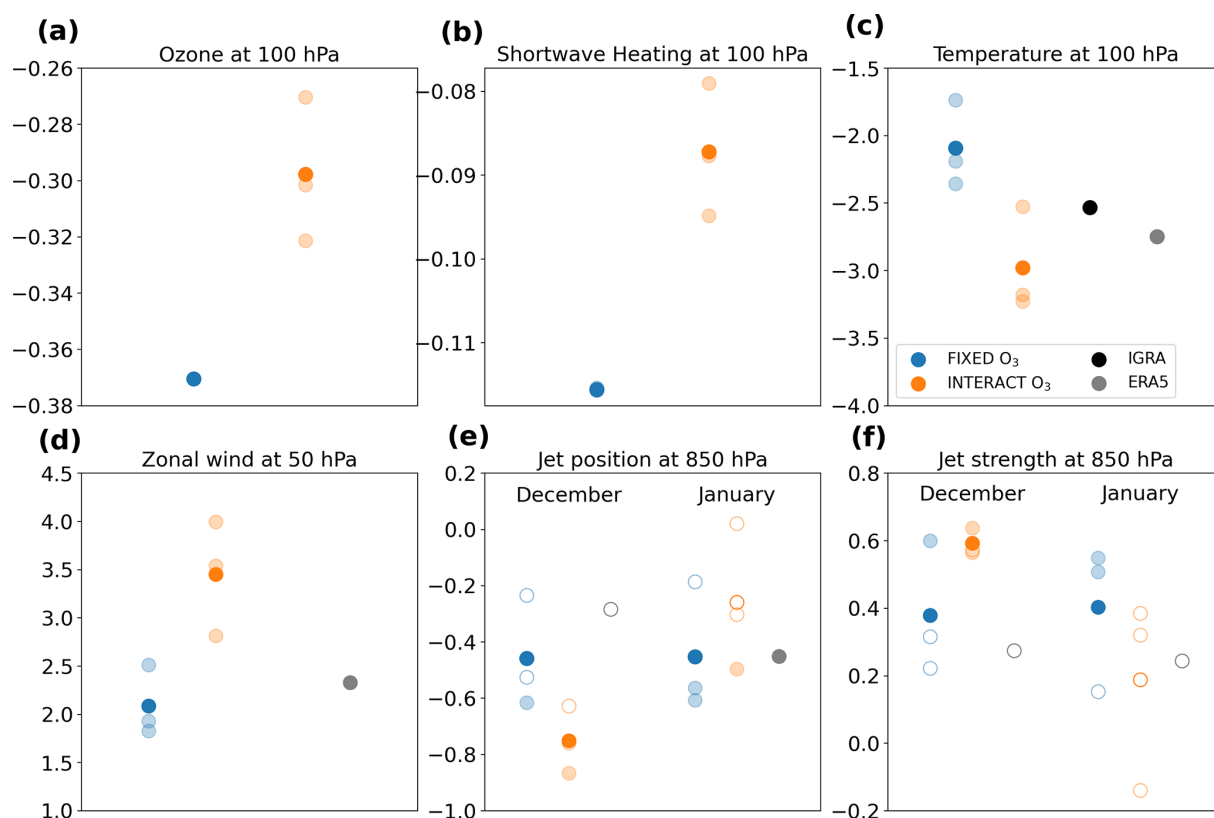 (a)
Ozone at 100 hPa
−0.26
−0.28
−0.30
−0.32
−0.34
−0.36
−0.38
(b)
Shortwave Heating at 100 hPa
−0.08
−0.09
−0.10
−0.11
(c)
Temperature at 100 hPa
−1.5
−2.0
−2.5
−3.0
−3.5
−4.0
FIXED O₃
INTERACT O₃
IGRA
ERA5
(d)
Zonal wind at 50 hPa
4.5
4.0
3.5
3.0
2.5
2.0
1.5
1.0
(e)
Jet position at 850 hPa
December January
0.2
0.0
−0.2
−0.4
−0.6
−0.8
−1.0
(f)
Jet strength at 850 hPa
December January
0.8
0.6
0.4
0.2
0.0
−0.2